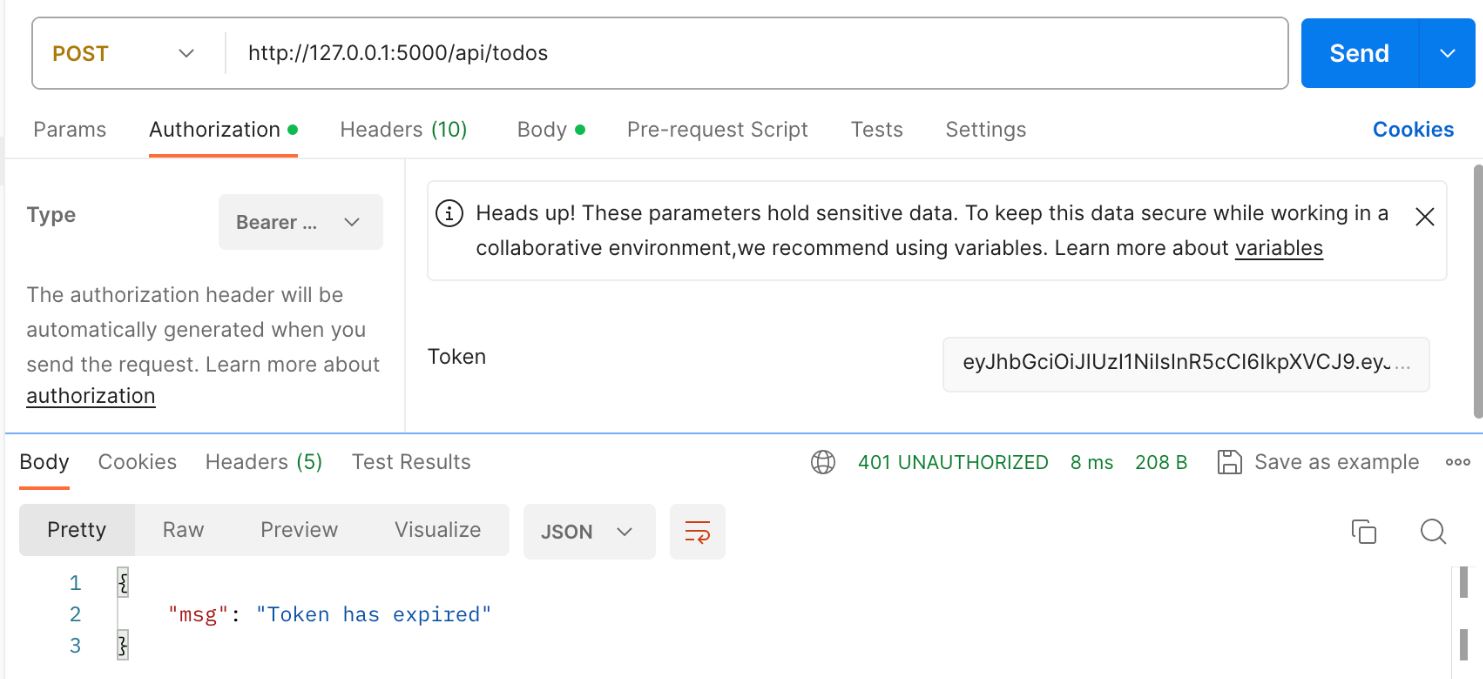 POST
http://127.0.0.1:5000/api/todos
Send
Params
Authorization
Headers (10)
Body
Pre-request Script
Tests
Settings
Cookies
Type
Bearer ...
The authorization header will be
automatically generated when you
send the request. Learn more about
authorization
Heads up! These parameters hold sensitive data. To keep this data secure while working in a
collaborative environment,we recommend using variables. Learn more about variables
Token
eyJhbGciOiJIUzI1NiIsInR5cCI6IkpXVCJ9.eyJ...
Body
Cookies
Headers (5)
Test Results
401 UNAUTHORIZED
8 ms
208 B
Save as example
Pretty
Raw
Preview
Visualize
JSON
1 {
2 "msg": "Token has expired"
3 }